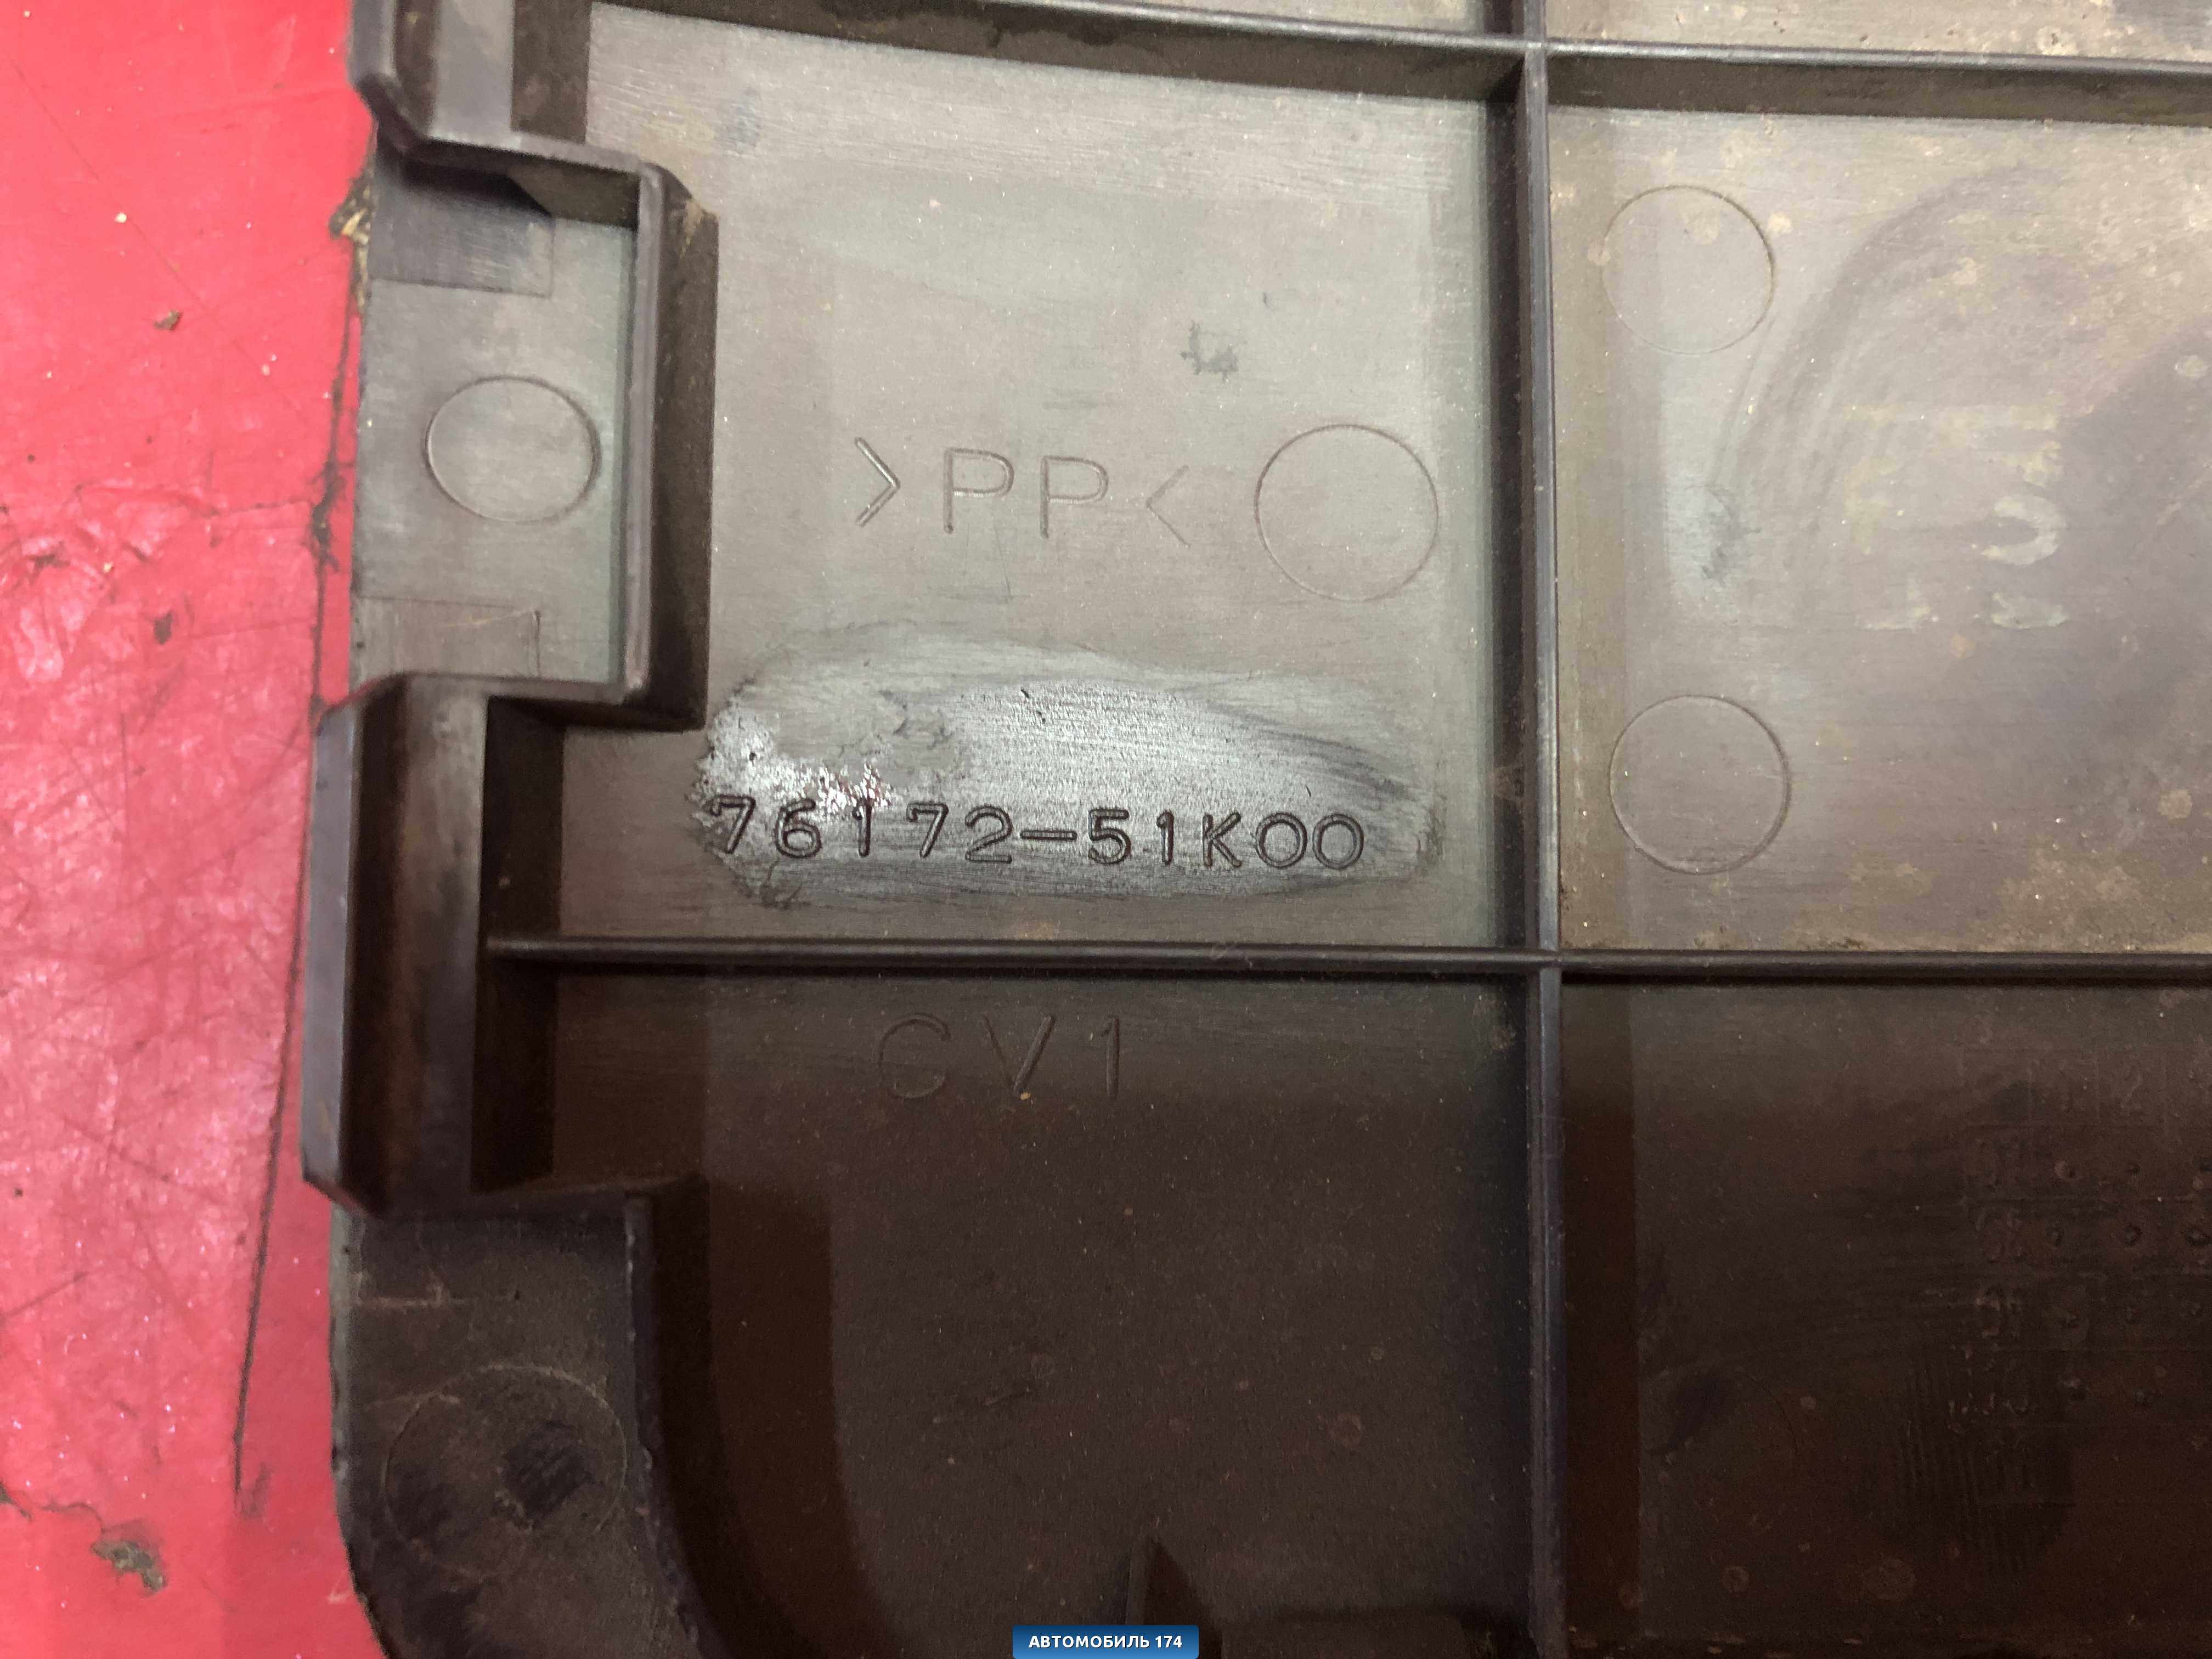 >PP<
76172-51K00
CV1
АВТОМОБИЛЬ 174